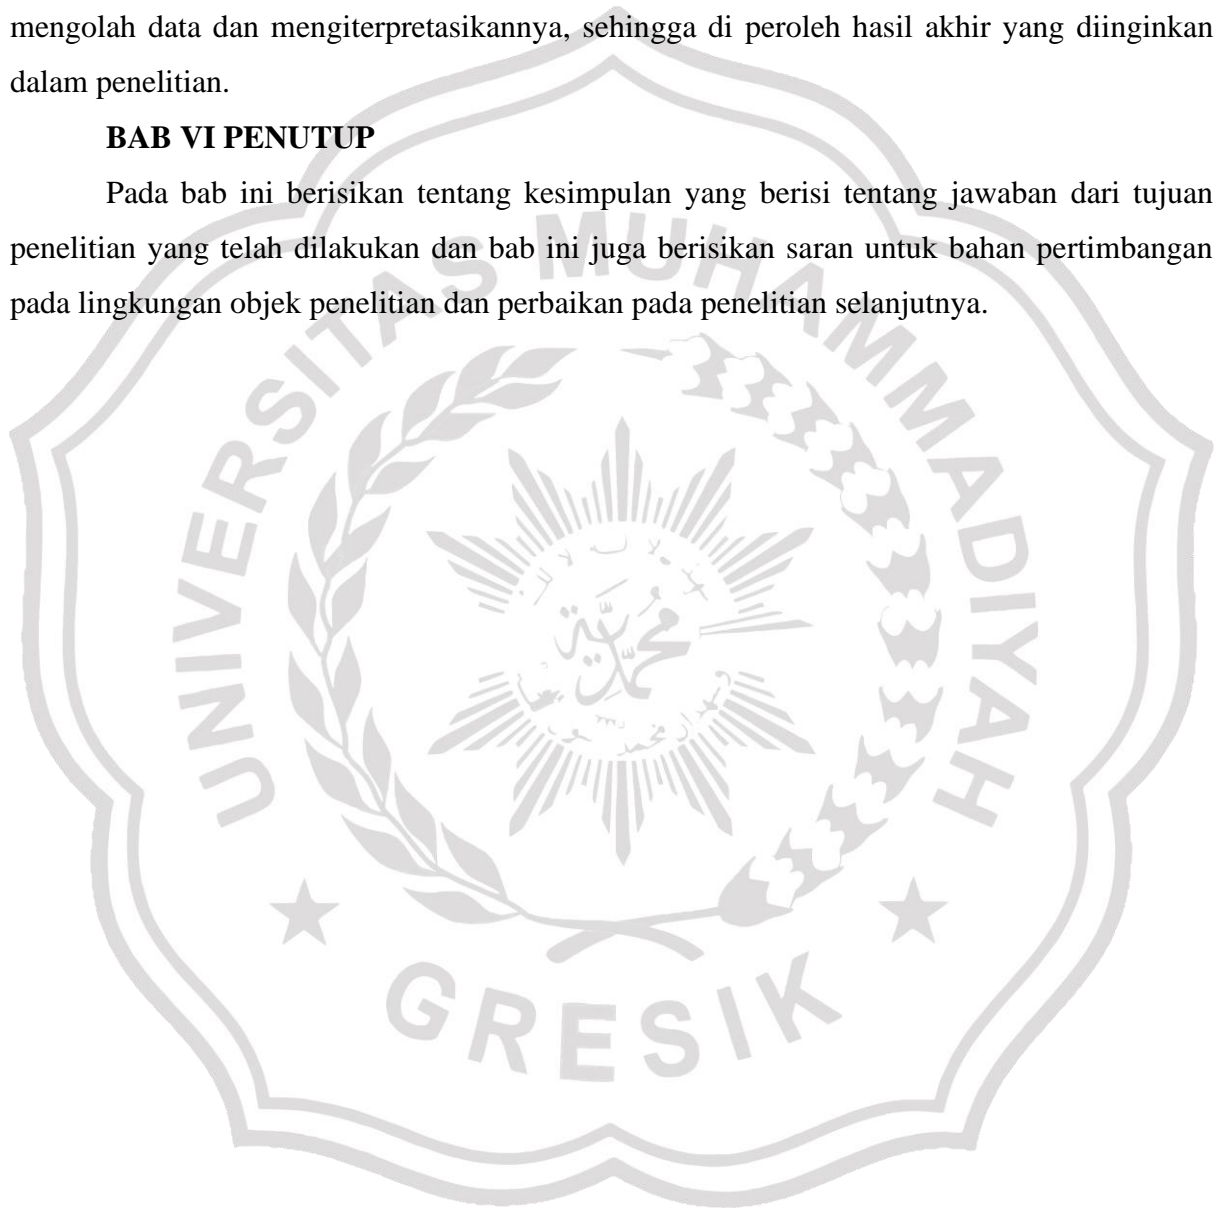 mengolah data dan mengiterpretasikannya, sehingga di peroleh hasil akhir yang diinginkan
dalam penelitian.
BAB VI PENUTUP
Pada bab ini berisikan tentang kesimpulan yang berisi tentang jawaban dari tujuan
penelitian yang telah dilakukan dan bab ini juga berisikan saran untuk bahan pertimbangan
pada lingkungan objek penelitian dan perbaikan pada penelitian selanjutnya.
UNIVERSITAS MUHAMMADIYAH
محمدية
GRESIK